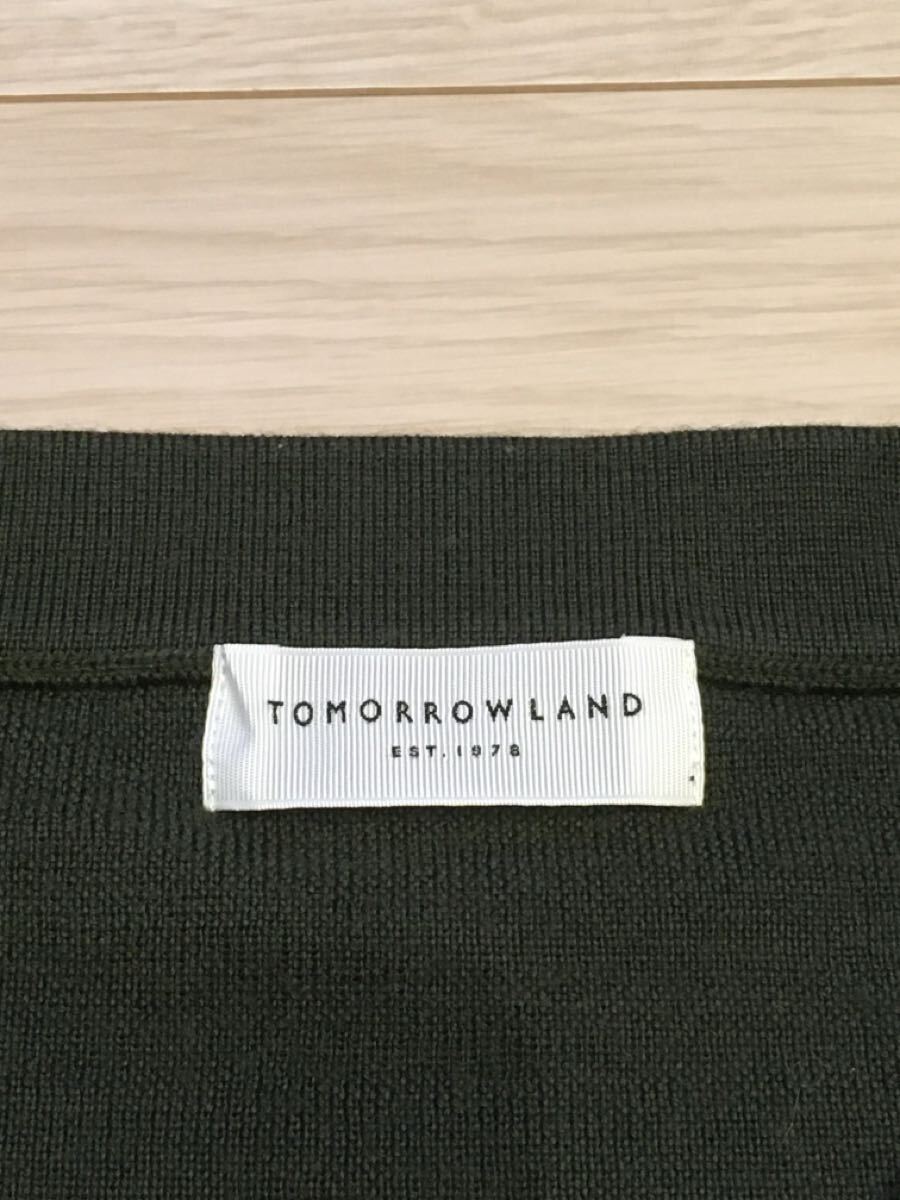 TOMORROWLAND
EST. 1978